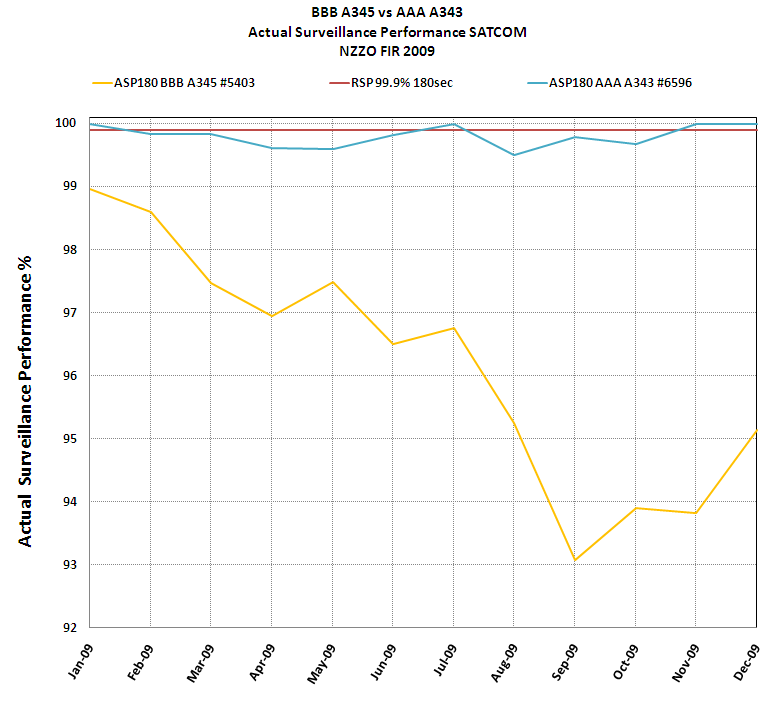 BBB A345 vs AAA A343
Actual Surveillance Performance SATCOM
NZZO FIR 2009
ASP180 BBB A345 #5403
RSP 99.9% 180sec
ASP180 AAA A343 #6596
Actual Surveillance Performance %
100
99
98
97
96
95
94
93
92
Jan-09
Feb-09
Mar-09
Apr-09
May-09
Jun-09
Jul-09
Aug-09
Sep-09
Oct-09
Nov-09
Dec-09